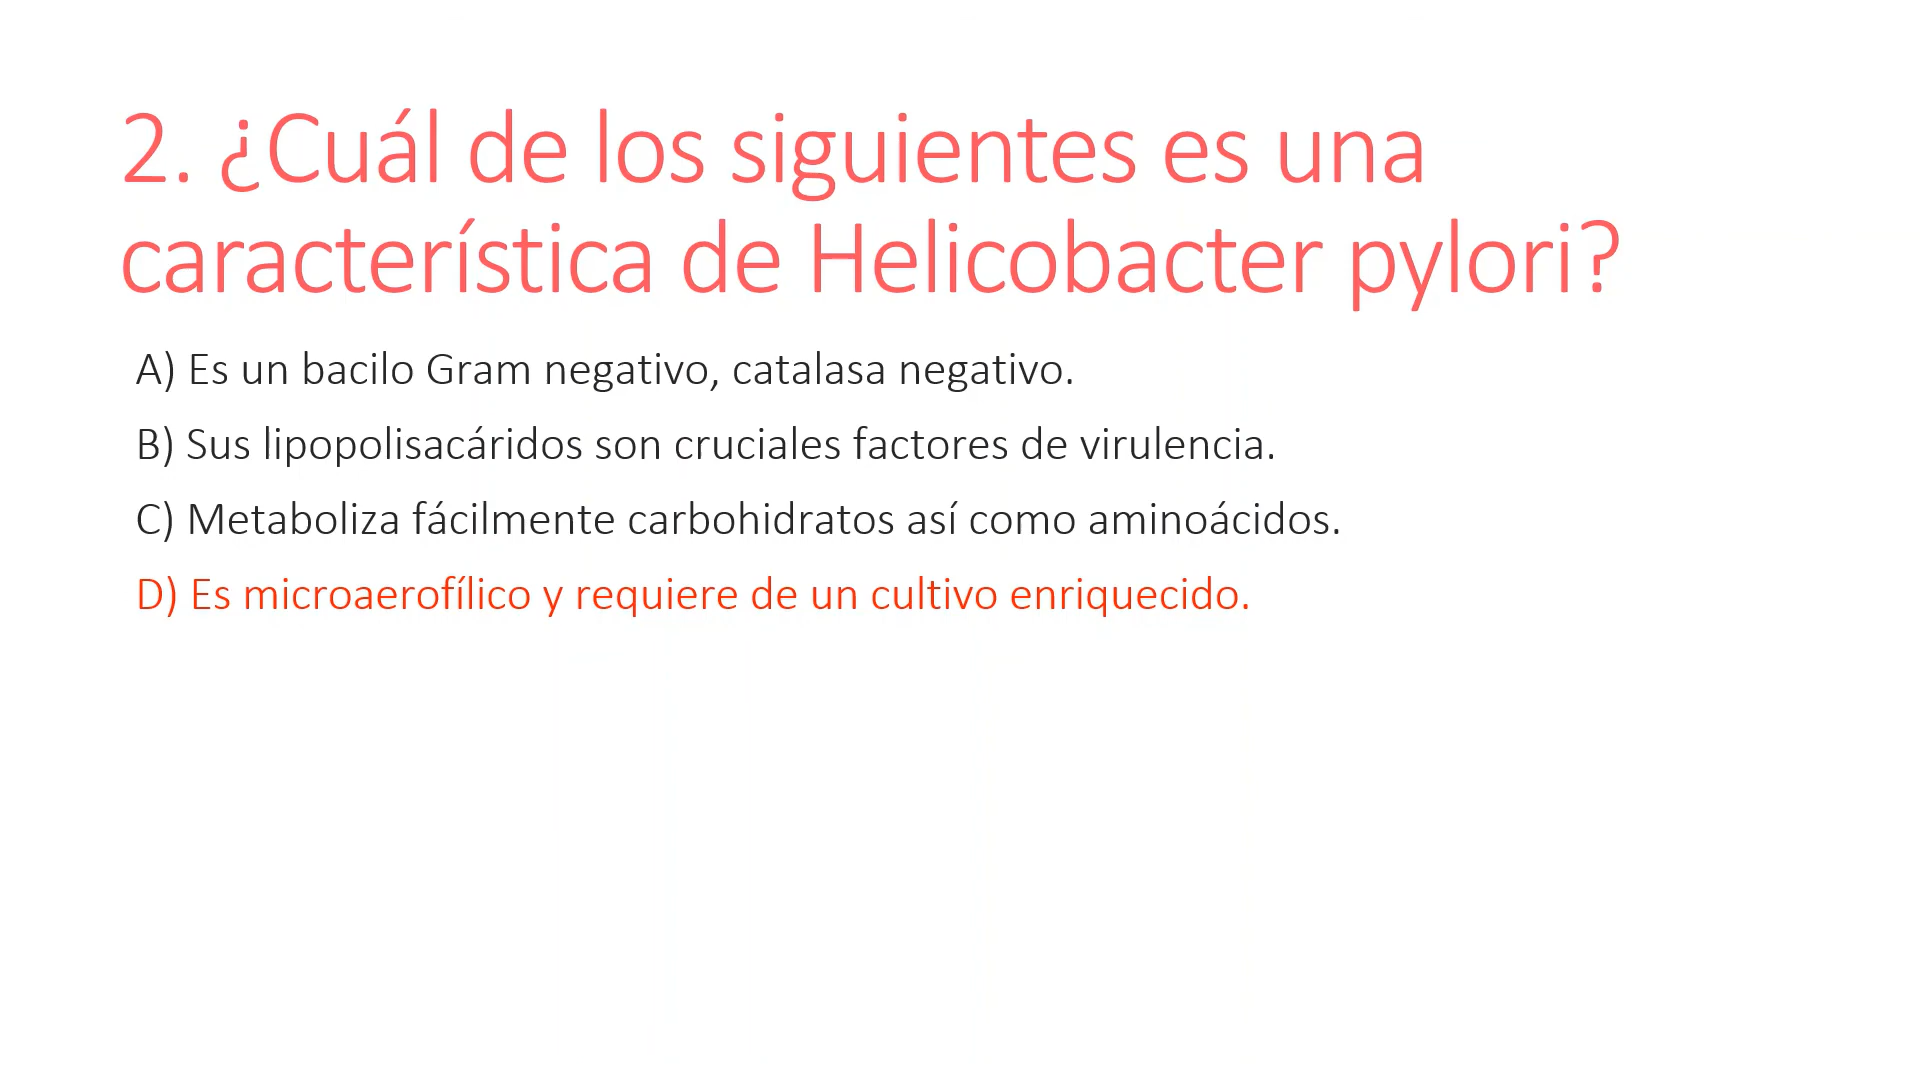 2. ¿Cuál de los siguientes es una
característica de Helicobacter pylori?
A) Es un bacilo Gram negativo, catalasa negativo.
B) Sus lipopolisacáridos son cruciales factores de virulencia.
C) Metaboliza fácilmente carbohidratos así como aminoácidos.
D) Es microaerofílico y requiere de un cultivo enriquecido.